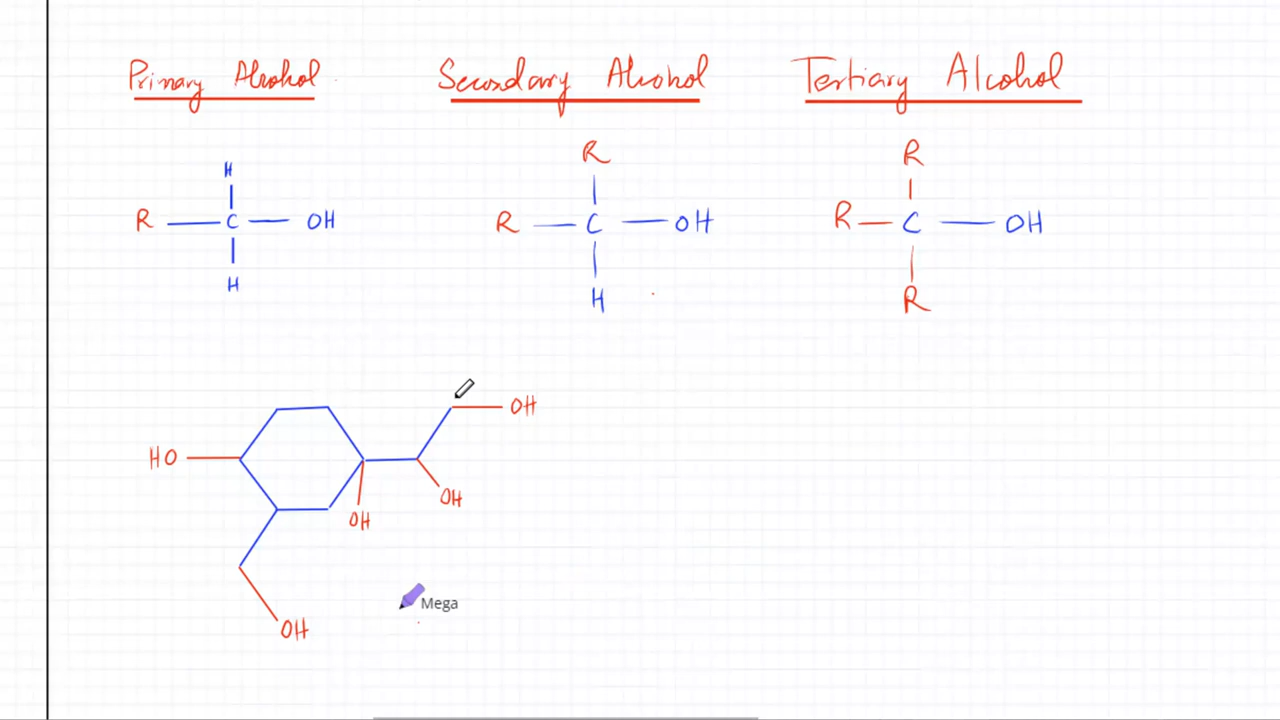 Primary Alcohol Secondary Alcohol Tertiary Alcohol
H R R
R C OH R C OH R C OH
H H R
OH
HO
OH
OH
Mega
OH